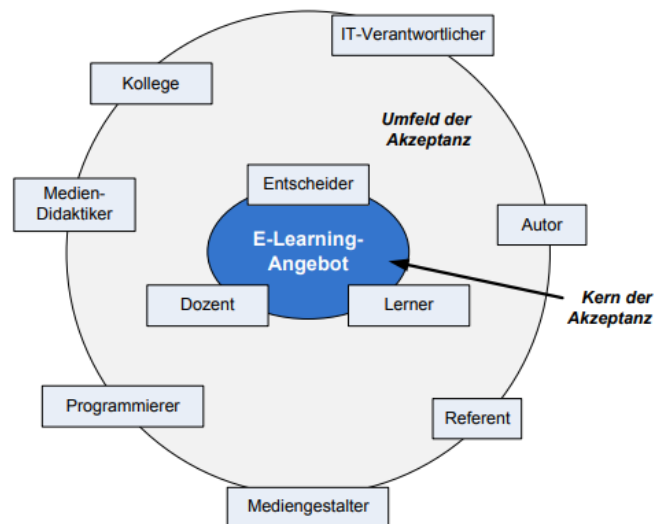 IT-Verantwortlicher
Kollege
Umfeld der
Akzeptanz
Entscheider
Medien-
Didaktiker
E-Learning-
Angebot
Autor
Dozent
Lerner
Kern der
Akzeptanz
Programmierer
Referent
Mediengestalter